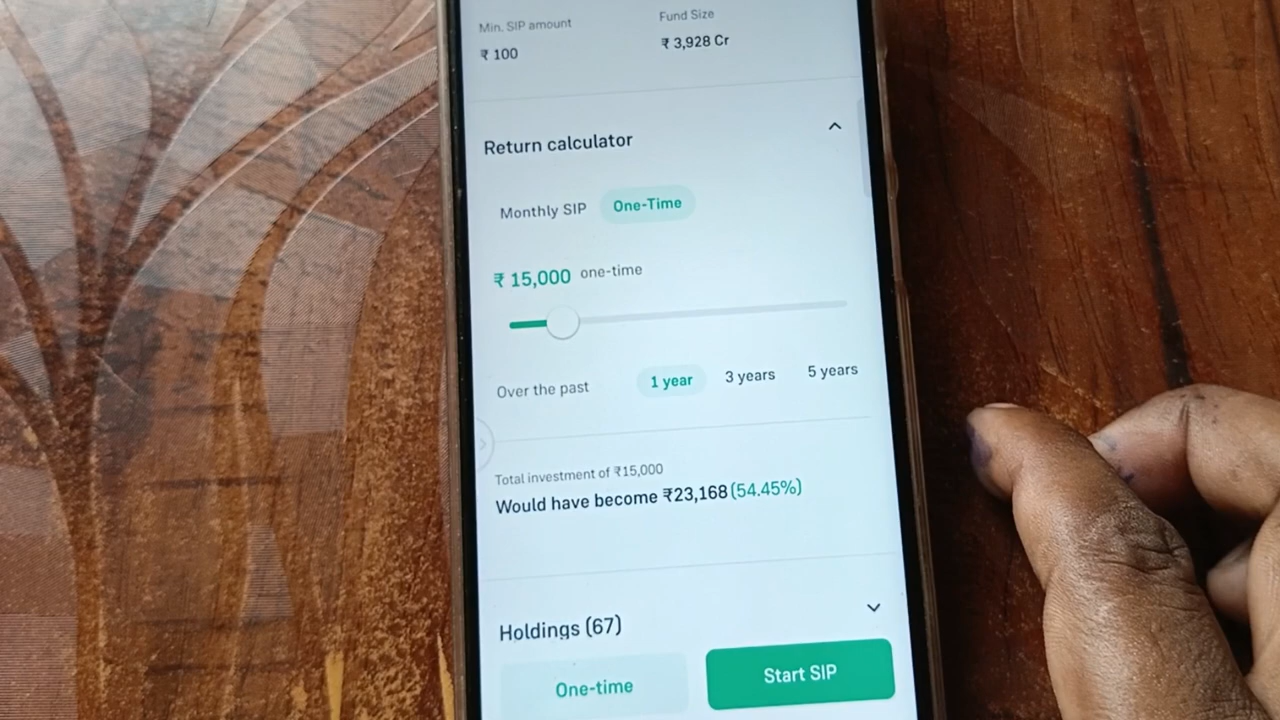 Min. SIP amount
Fund Size
₹ 100
₹ 3,928 Cr
Return calculator
Monthly SIP One-Time
₹ 15,000 one-time
Over the past 1 year 3 years 5 years
Total investment of ₹15,000
Would have become ₹23,168 (54.45%)
Holdings (67)
One-time Start SIP